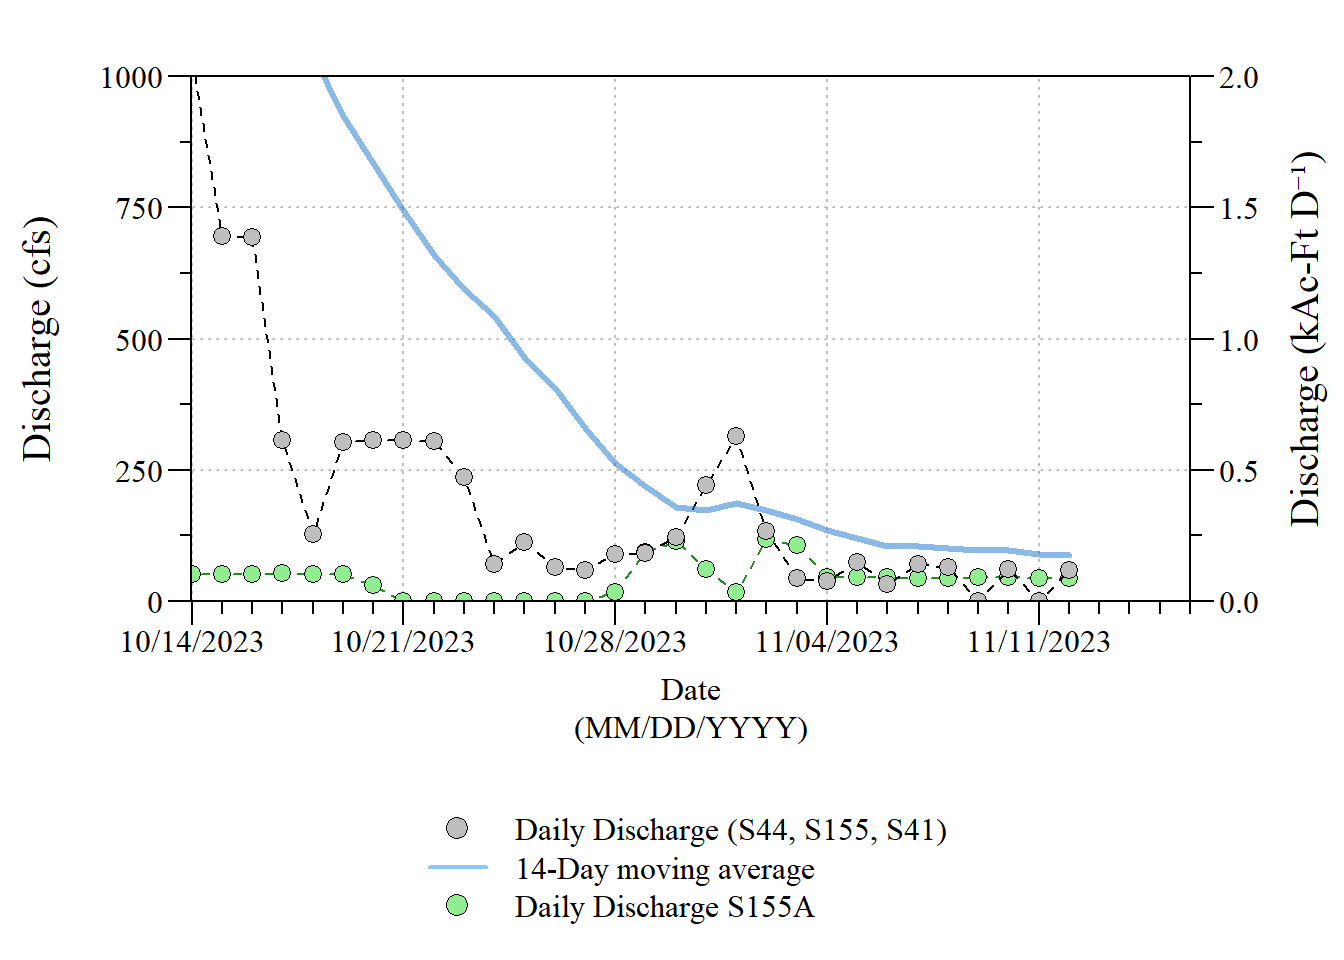 1000
750
500
250
0
Discharge (cfs)
2.0
1.5
1.0
0.5
0.0
Discharge (kAc-Ft D⁻¹)
10/14/2023
10/21/2023
10/28/2023
11/04/2023
11/11/2023
Date
(MM/DD/YYYY)
Daily Discharge (S44, S155, S41)
14-Day moving average
Daily Discharge S155A